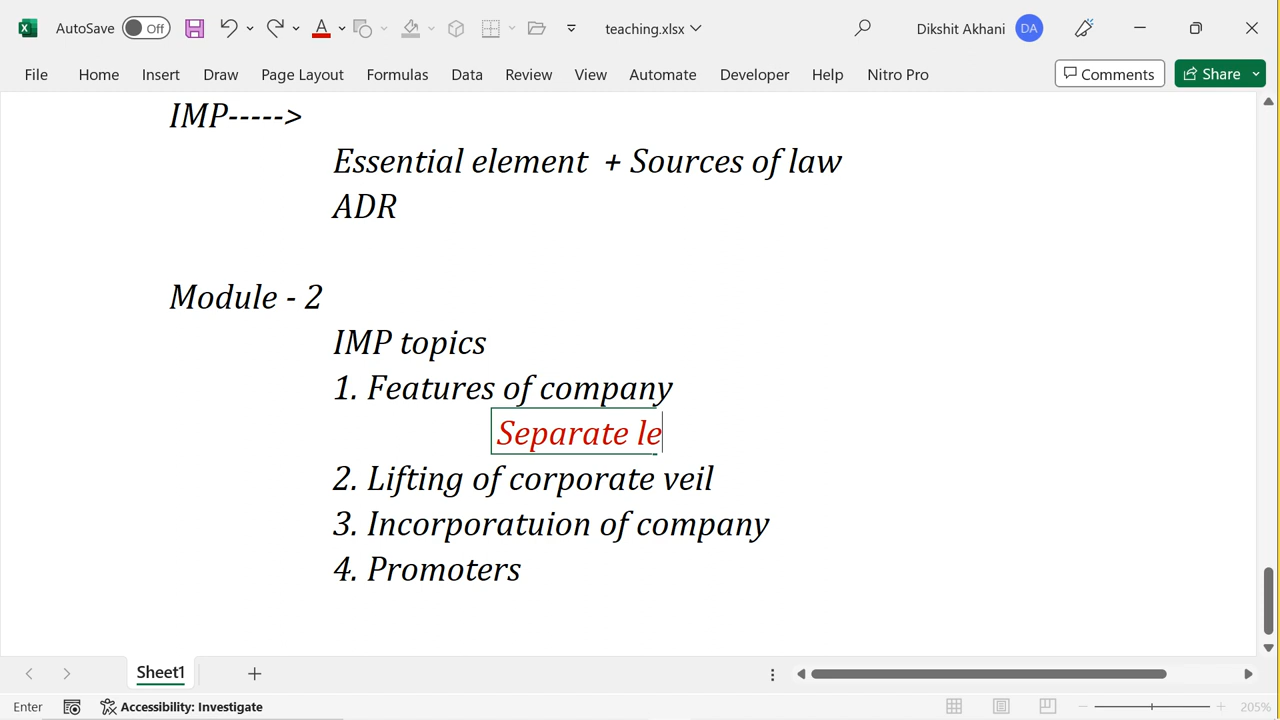 AutoSave Off teaching.xlsx Dikshit Akhani DA
File Home Insert Draw Page Layout Formulas Data Review View Automate Developer Help Nitro Pro Comments Share
IMP----->
Essential element + Sources of law
ADR
Module - 2
IMP topics
1. Features of company
Separate le
2. Lifting of corporate veil
3. Incorporatuion of company
4. Promoters
Sheet1
Enter Accessibility: Investigate 205%